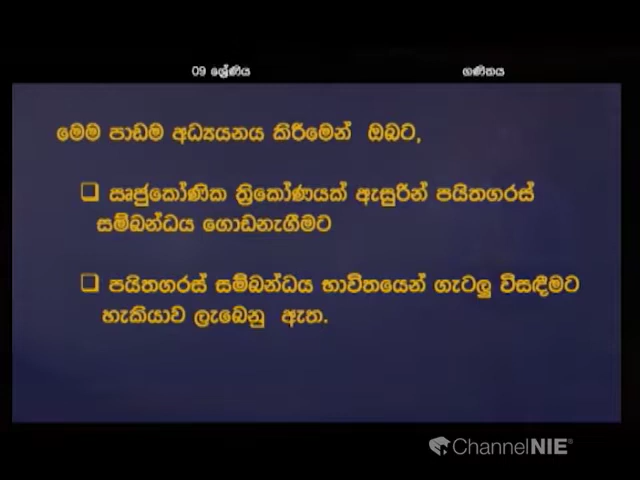 09 ශ්‍රේණිය
ගණිතය
මෙම පාඩම අධ්‍යයනය කිරීමෙන් ඔබට,
❑ සෘජුකෝණික ත්‍රිකෝණයක් ඇසුරින් පයිතගරස්
සම්බන්ධය ගොඩනැගීමට
❑ පයිතගරස් සම්බන්ධය භාවිතයෙන් ගැටලු විසඳීමට
හැකියාව ලැබෙනු ඇත.
ChannelNIE